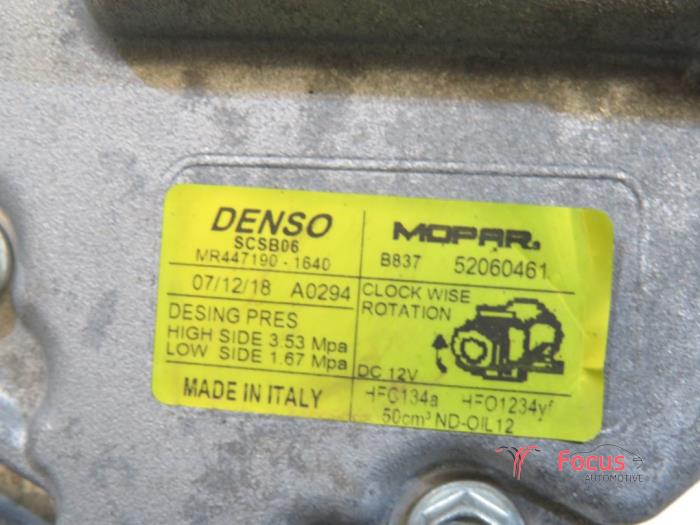 DENSO
SCSB06
MR447190-1640
07/12/18 A0294
DESING PRES
HIGH SIDE 3.53 Mpa
LOW SIDE 1.67 Mpa
MADE IN ITALY
MOPAR.
B837 52060461
CLOCK WISE
ROTATION
DC 12V
HFC134a HFO1234yf
50cm³ ND-OIL12
Focus
AUTOMOTIVE